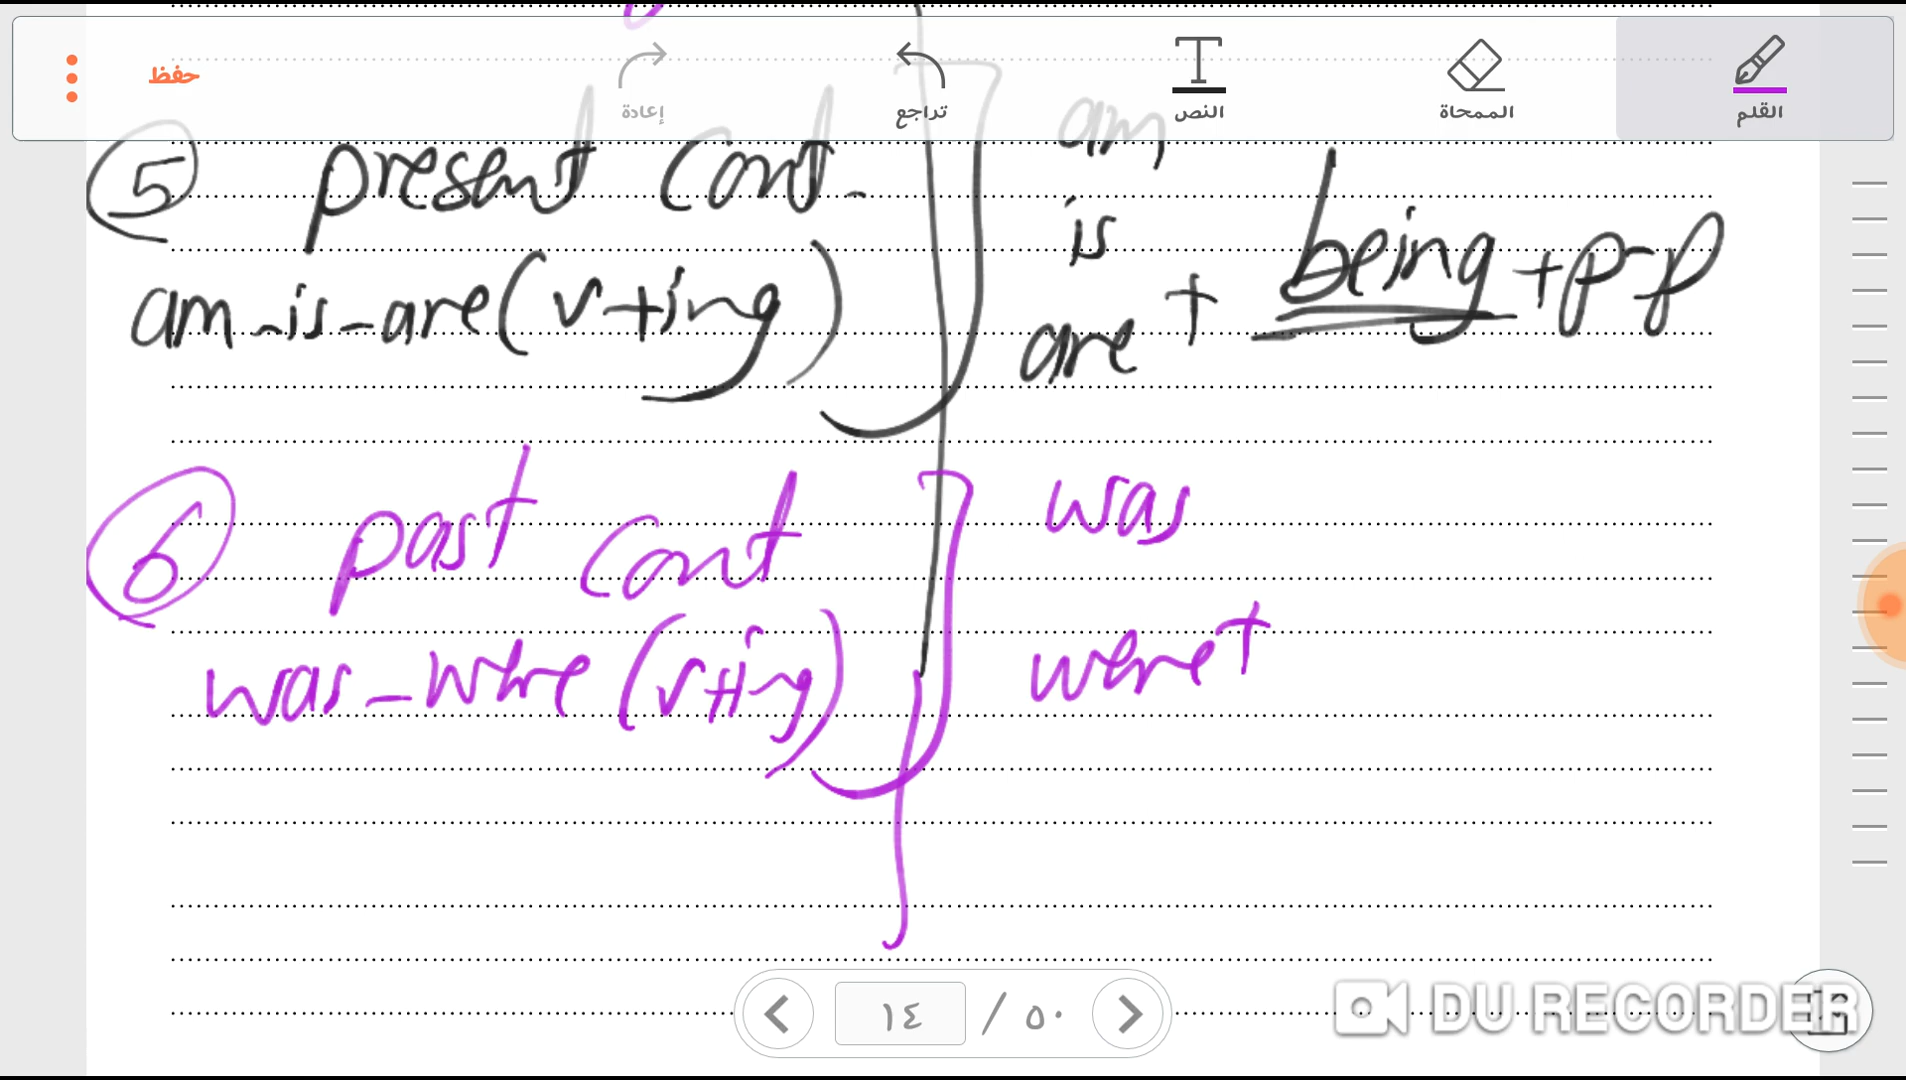 حفظ
إعادة
تراجع
النص
الممحاة
القلم
5 present Cont.
am-is-are(v+ing)
am
is
are + being + p-p
6 past Cont
was-were (v+ing)
was
were +
١٤ / ٥٠
DU RECORDER